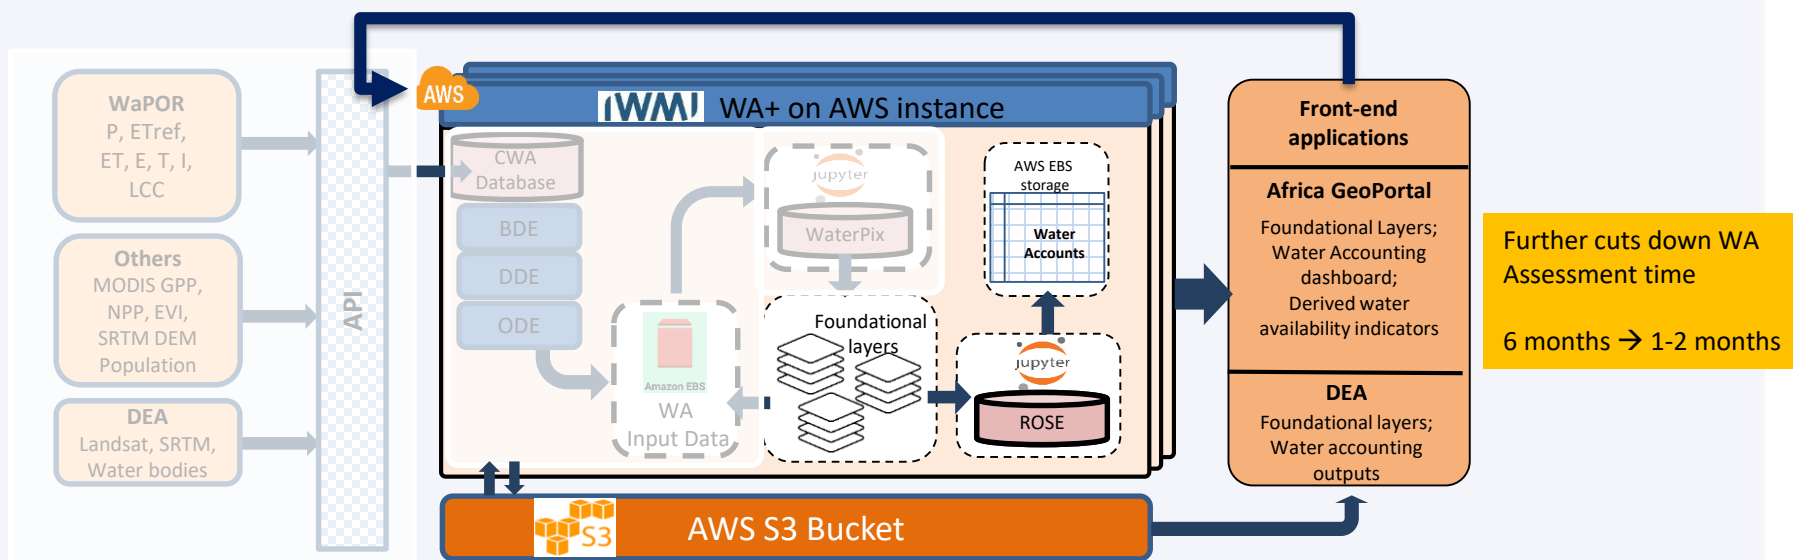 WaPOR
P, ETref,
ET, E, T, I,
LCC
Others
MODIS GPP,
NPP, EVI,
SRTM DEM
Population
DEA
Landsat, SRTM,
Water bodies
API
AWS
IWMI
WA+ on AWS instance
CWA
Database
BDE
DDE
ODE
Amazon EBS
WA
Input Data
jupyter
WaterPix
Foundational
layers
AWS EBS
storage
Water
Accounts
jupyter
ROSE
S3
AWS S3 Bucket
Front-end
applications
Africa GeoPortal
Foundational Layers;
Water Accounting
dashboard;
Derived water
availability indicators
DEA
Foundational layers;
Water accounting
outputs
Further cuts down WA
Assessment time
6 months → 1-2 months